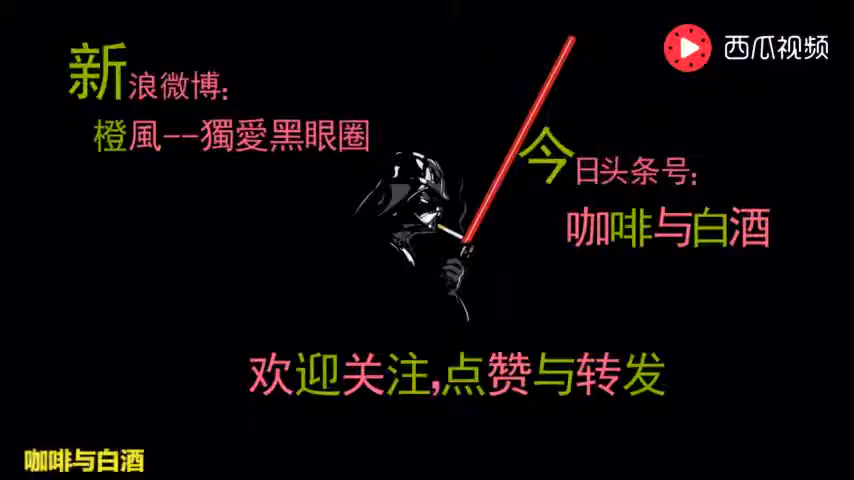 新浪微博:
橙風--獨愛黑眼圈
西瓜视频
今日头条号:
咖啡与白酒
欢迎关注,点赞与转发
咖啡与白酒